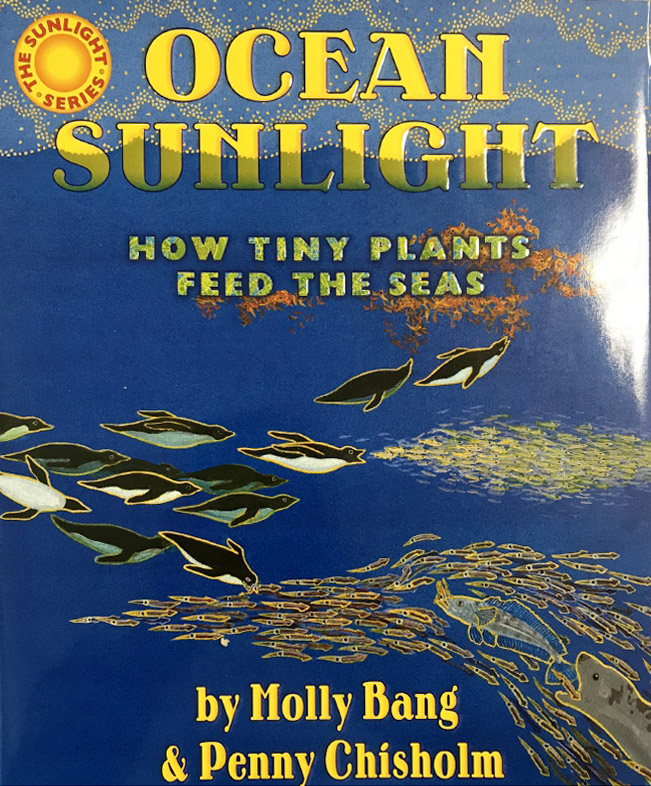 THE SUNLIGHT
SERIES
OCEAN
SUNLIGHT
HOW TINY PLANTS
FEED THE SEAS
by Molly Bang
& Penny Chisholm